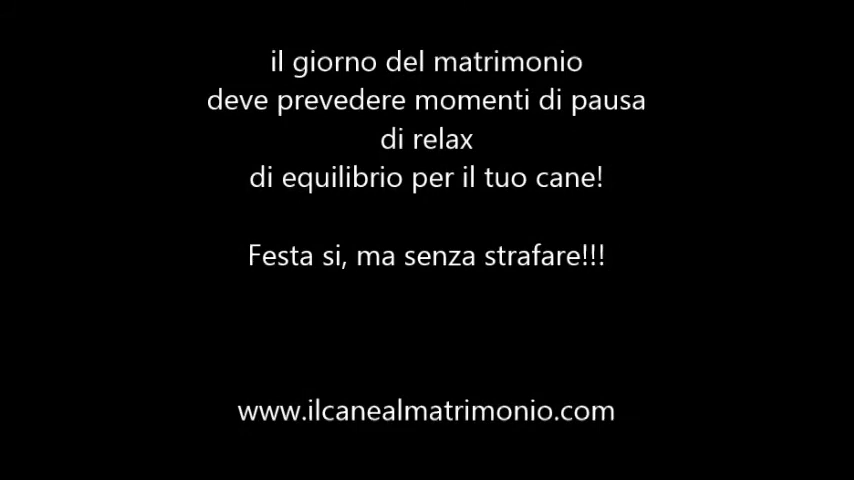 il giorno del matrimonio
deve prevedere momenti di pausa
di relax
di equilibrio per il tuo cane!
Festa si, ma senza strafare!!!
www.ilcanealmatrimonio.com